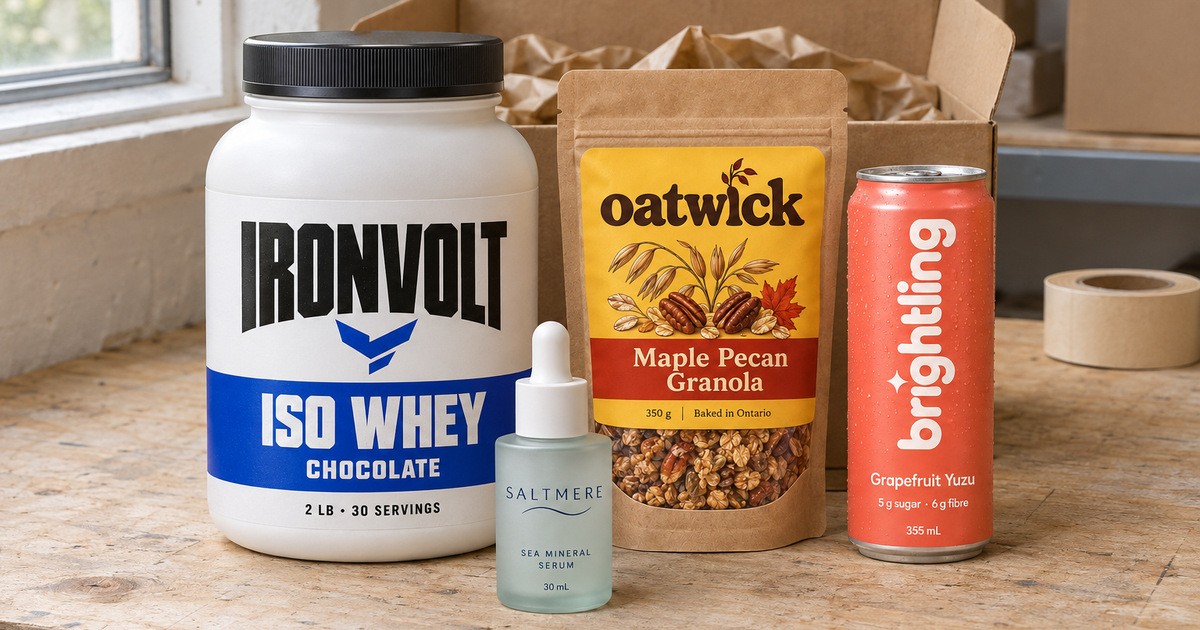 IRONVOLT
ISO WHEY
CHOCOLATE
2 LB • 30 SERVINGS
SALTMERE
SEA MINERAL
SERUM
30 mL
oatwick
Maple Pecan
Granola
350 g | Baked in Ontario
brightling
Grapefruit Yuzu
5 g sugar · 6 g fibre
355 mL